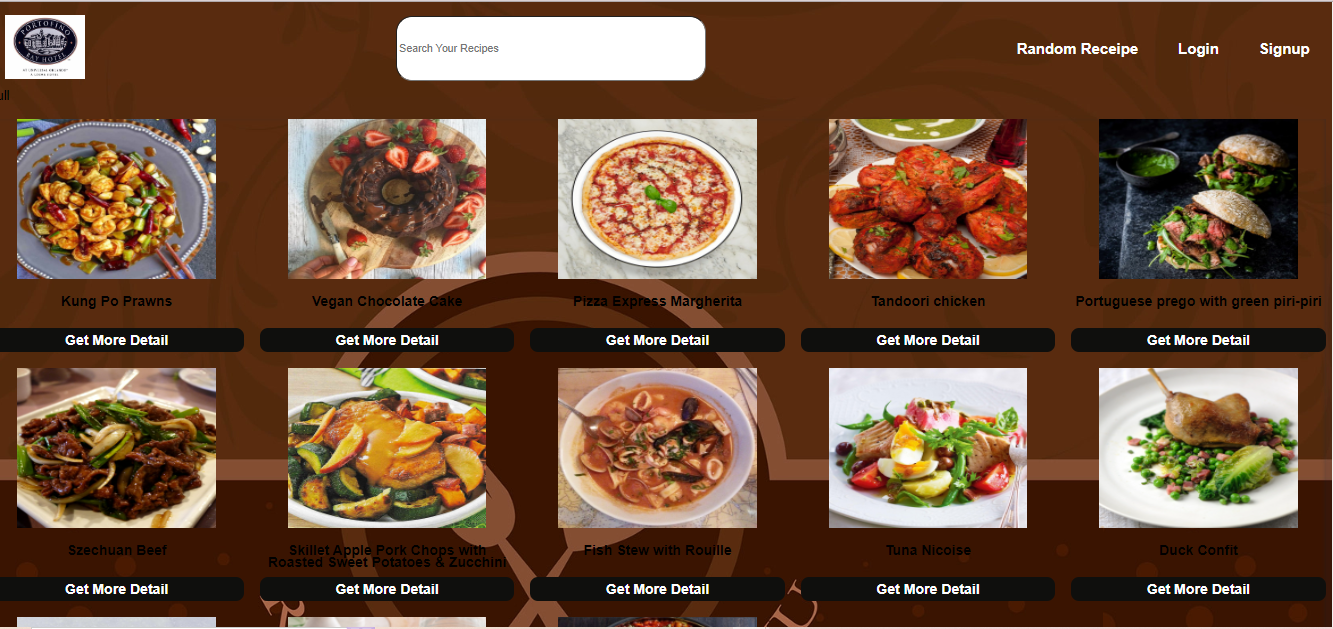 PORTOFINO
BAY HOTEL
Search Your Recipes
Random Receipe
Login
Signup
ull
Kung Po Prawns
Vegan Chocolate Cake
Pizza Express Margherita
Tandoori chicken
Portuguese prego with green piri-piri
Get More Detail
Get More Detail
Get More Detail
Get More Detail
Get More Detail
Szechuan Beef
Skillet Apple Pork Chops with
Roasted Sweet Potatoes & Zucchini
Fish Stew with Rouille
Tuna Nicoise
Duck Confit
Get More Detail
Get More Detail
Get More Detail
Get More Detail
Get More Detail